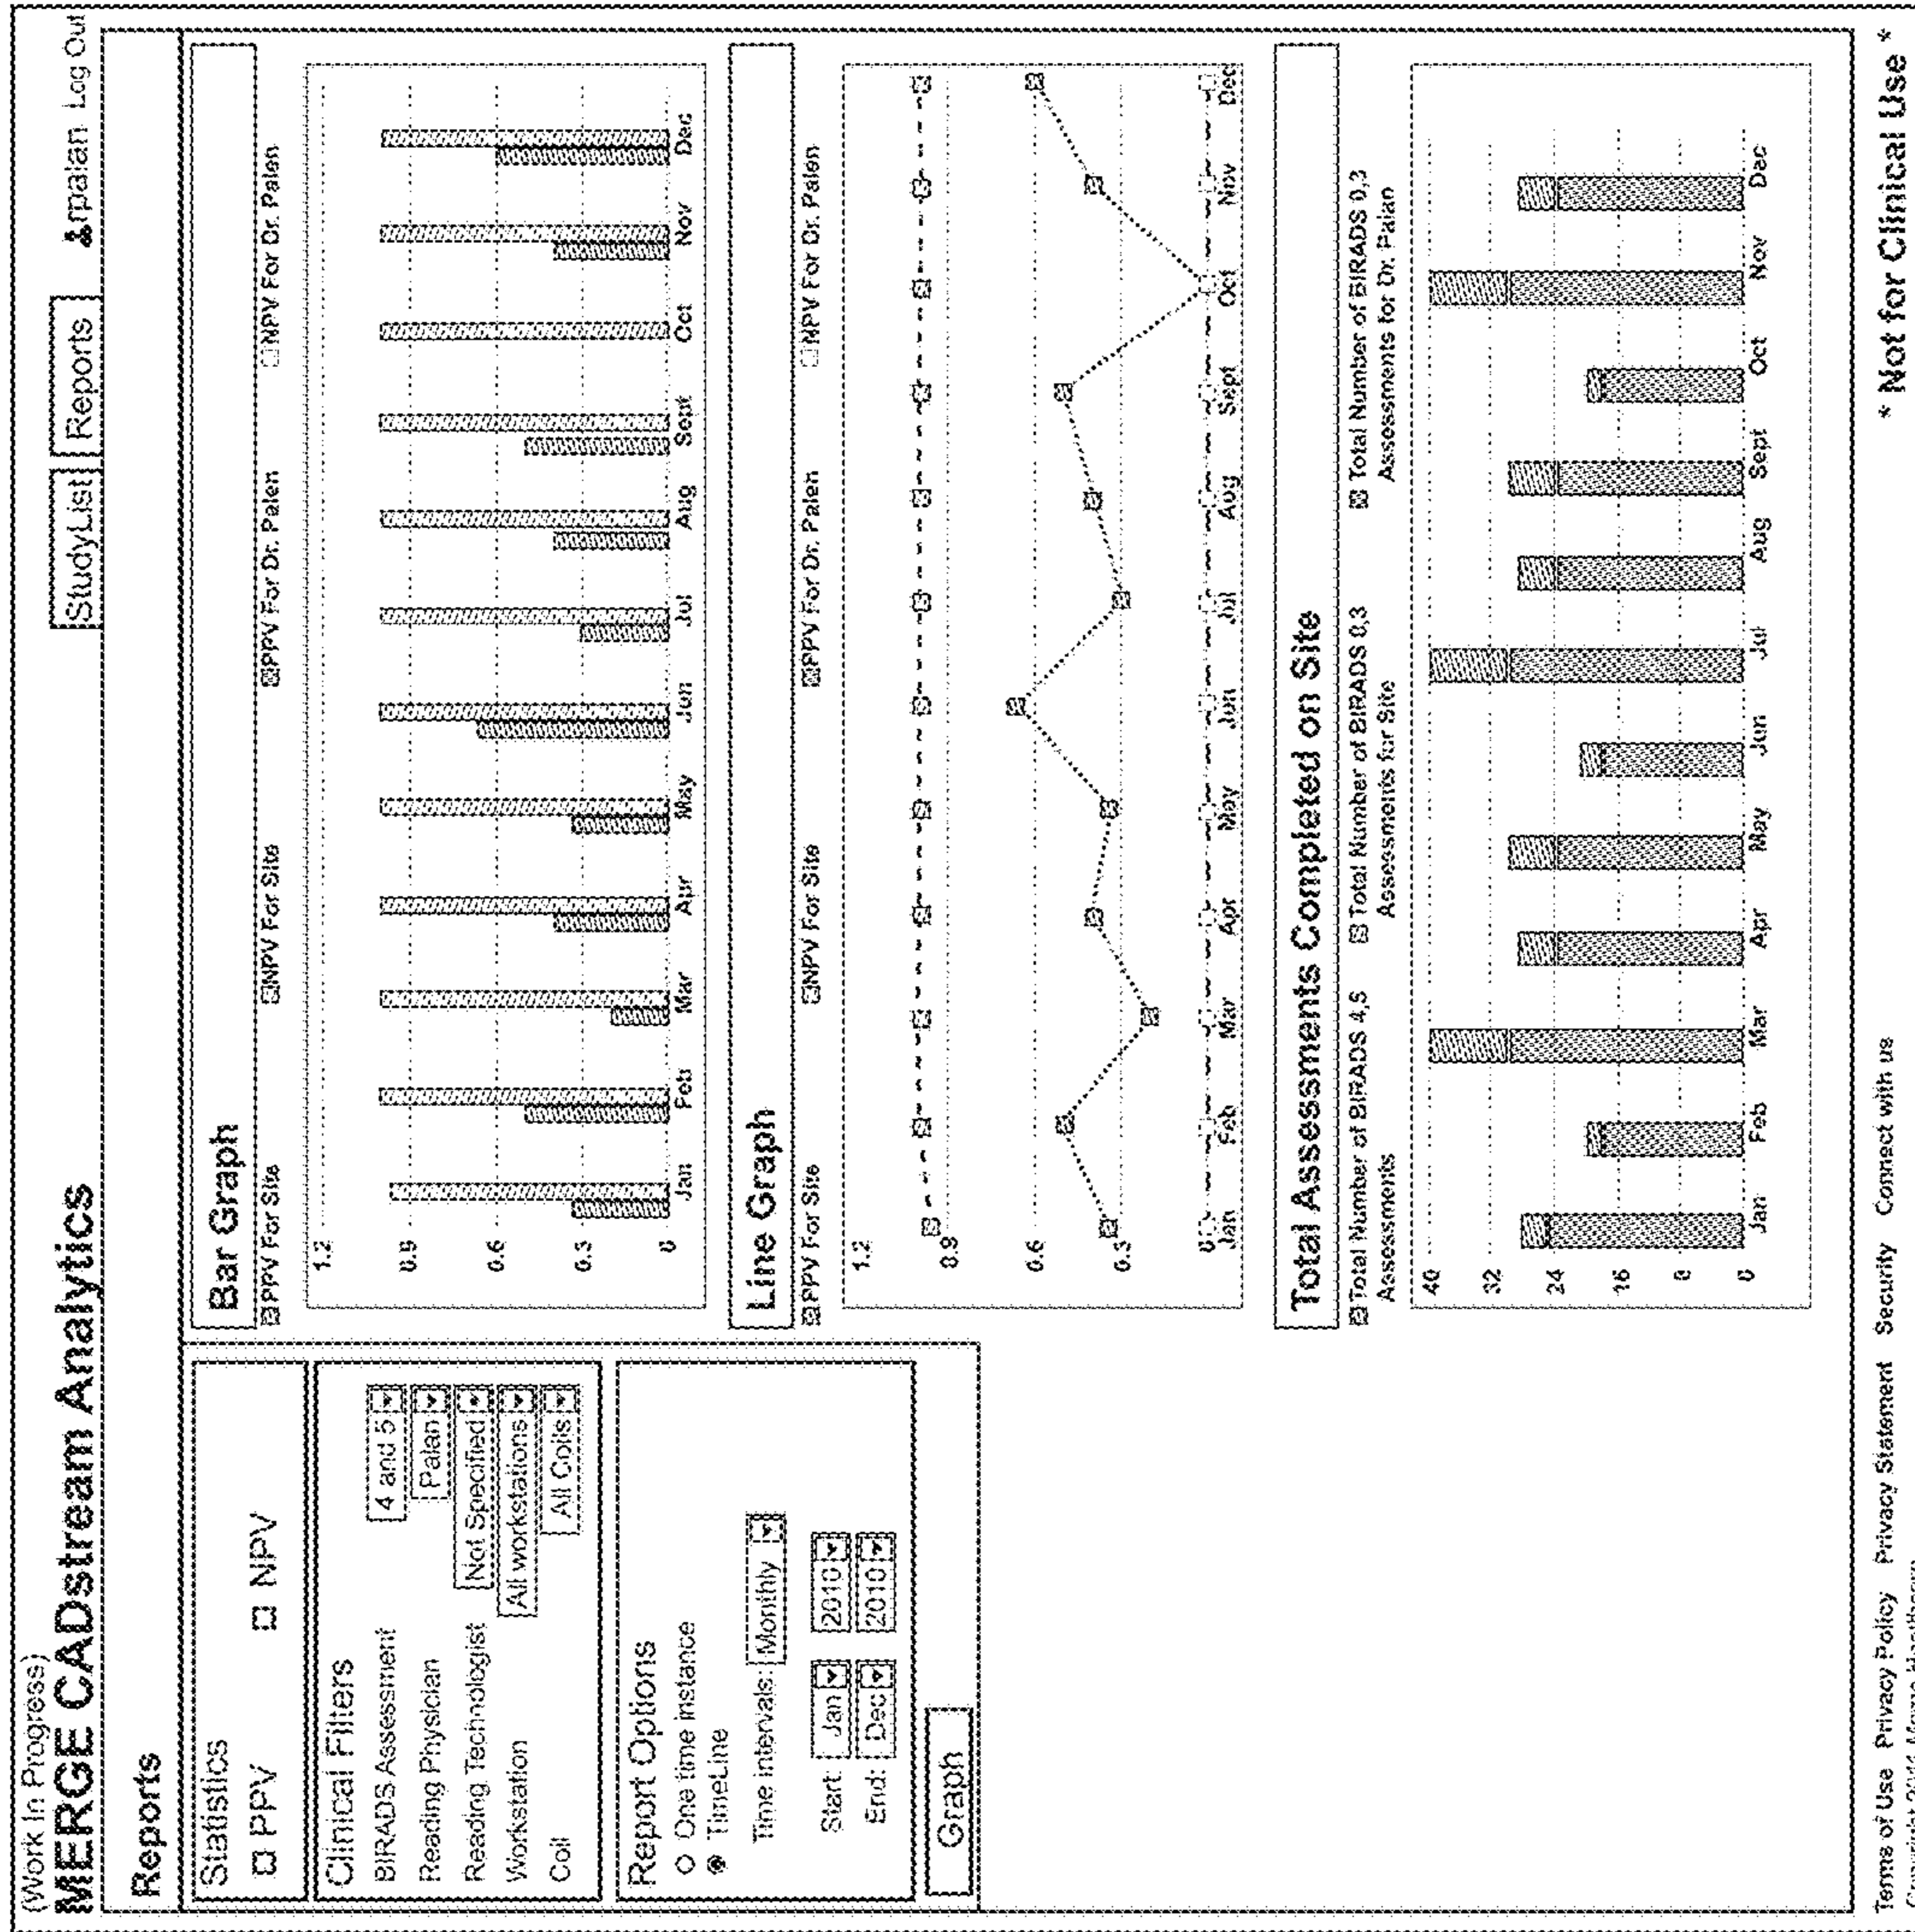 (Work In Progress)
MERGE CADstream Analytics
StudyList Reports rpalan Log Out
Reports
Statistics
PPV NPV
Clinical Filters
BIRADS Assessment 4 and 5
Reading Physician Palan
Reading Technologist Not Specified
Workstation All workstations
Coil All Coils
Report Options
One time instance
TimeLine
Time intervals: Monthly
Start: Jan 2010
End: Dec 2010
Graph
Bar Graph
PPV For Site NPV For Site PPV For Dr. Palen NPV For Dr. Palen
1.2
0.9
0.6
0.3
0
Jan Feb Mar Apr May Jun Jul Aug Sept Oct Nov Dec
Line Graph
PPV For Site NPV For Site PPV For Dr. Palen NPV For Dr. Palen
1.2
0.9
0.6
0.3
0
Jan Feb Mar Apr May Jun Jul Aug Sept Oct Nov Dec
Total Assessments Completed on Site
Total Number of BIRADS 4,5 Total Number of BIRADS 0,3 Total Number of BIRADS 0,3
Assessments Assessments for Site Assessments for Dr. Palan
40
32
24
16
8
0
Jan Feb Mar Apr May Jun Jul Aug Sept Oct Nov Dec
Terms of Use Privacy Policy Privacy Statement Security Connect with us
* Not for Clinical Use *
Copyright 2011 Merge Healthcare